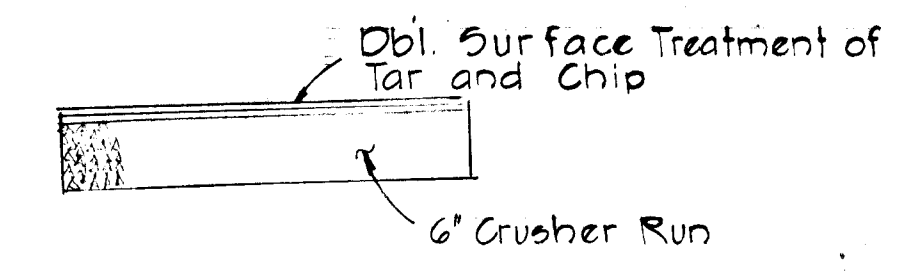 Dbl. Surface Treatment of
Tar and Chip
6" Crusher Run